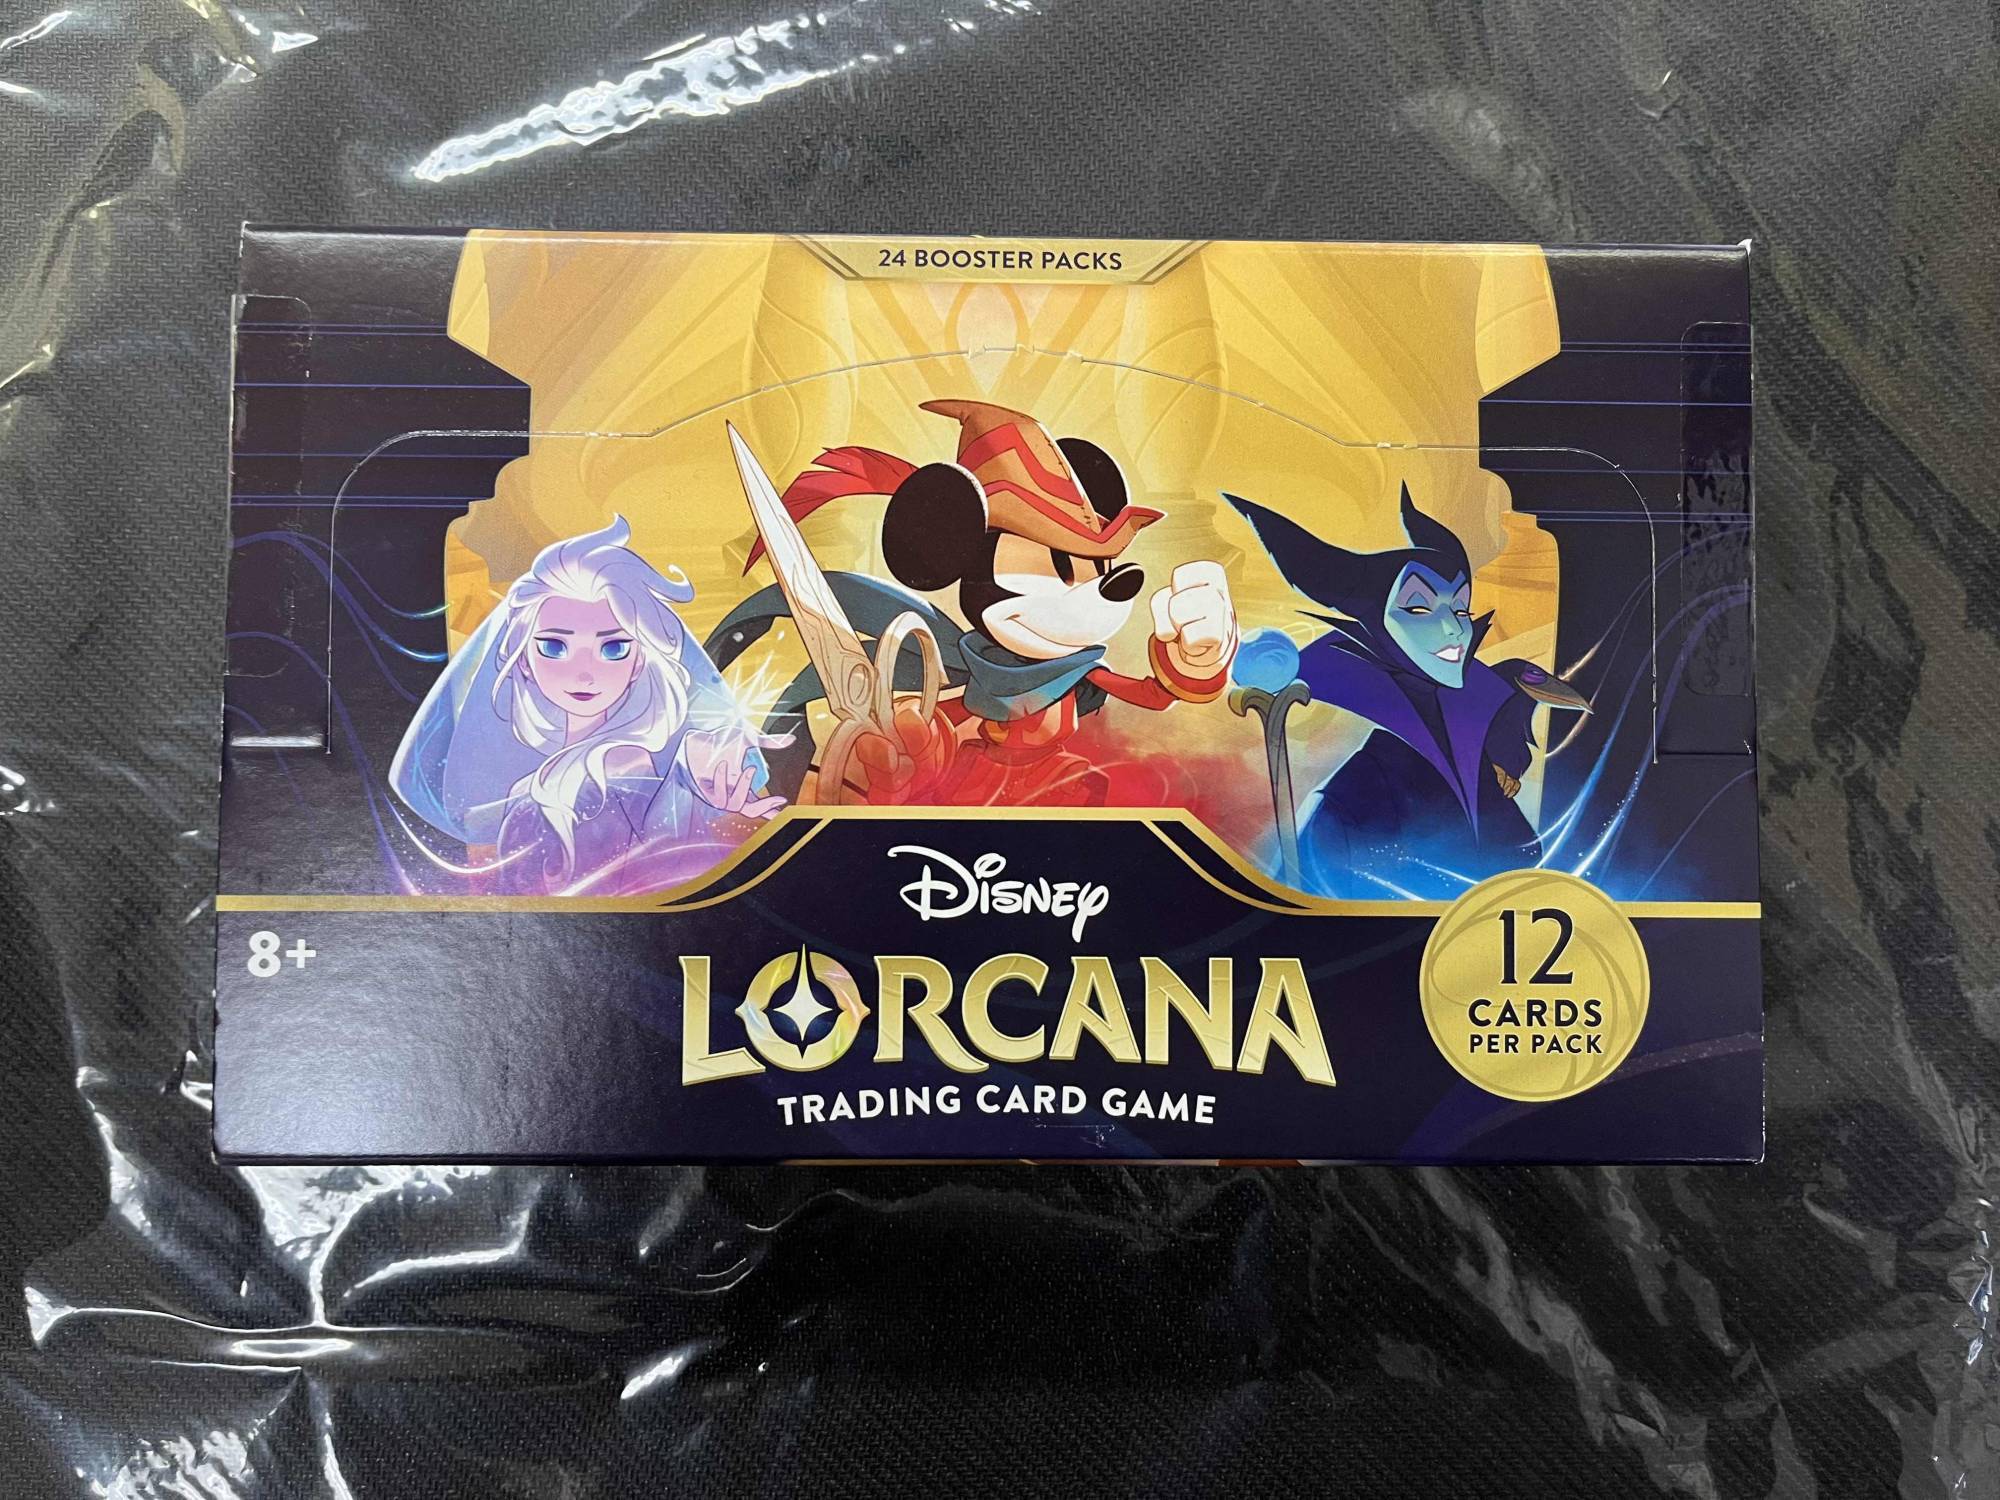 24 BOOSTER PACKS
8+
Disney
LORCANA
TRADING CARD GAME
12
CARDS
PER PACK